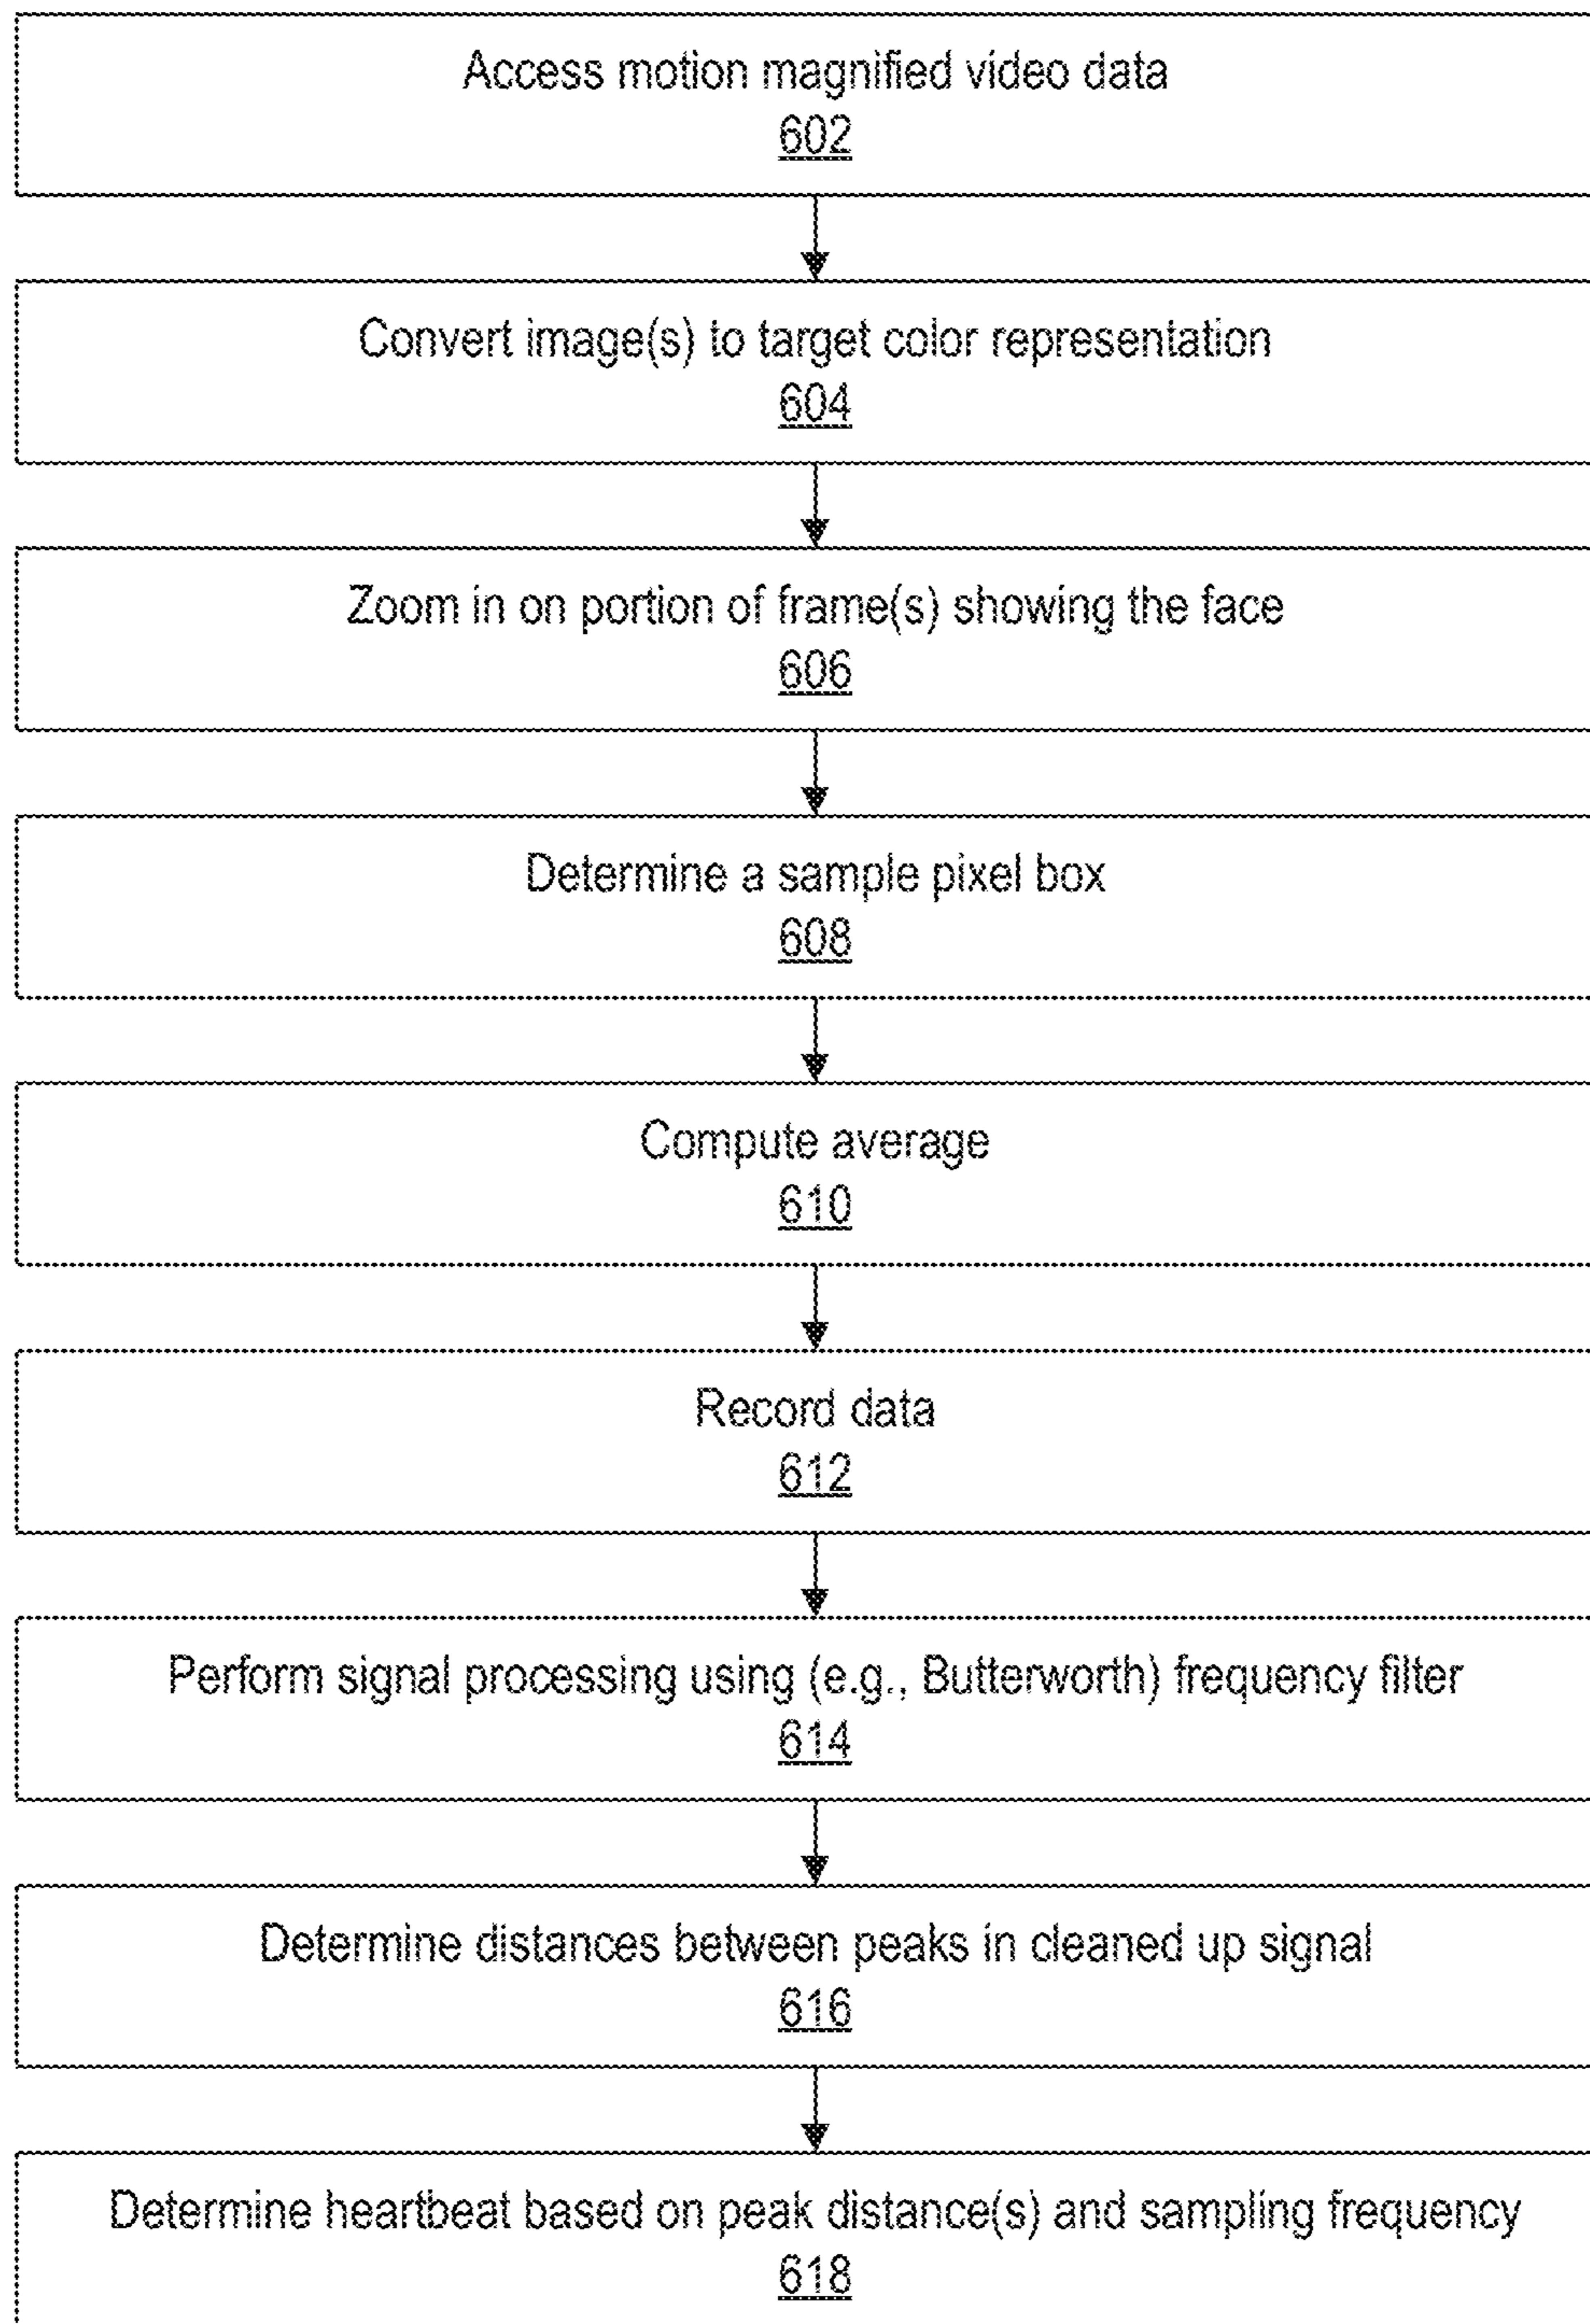 Access motion magnified video data
602
Convert image(s) to target color representation
604
Zoom in on portion of frame(s) showing the face
606
Determine a sample pixel box
608
Compute average
610
Record data
612
Perform signal processing using (e.g., Butterworth) frequency filter
614
Determine distances between peaks in cleaned up signal
616
Determine heartbeat based on peak distance(s) and sampling frequency
618